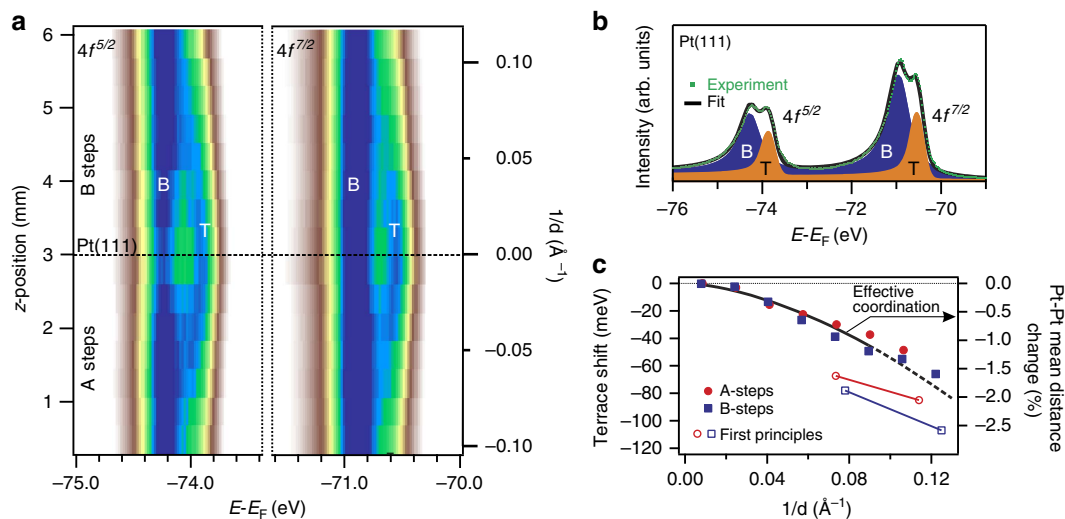 a
4f5/2
4f7/2
6
5
4
3
2
1
z-position (mm)
B steps
A steps
Pt(111)
B
T
B
T
0.10
0.05
0.00
−0.05
−0.10
1/d (Å−1)
−75.0
−74.0
−71.0
−70.0
E-EF (eV)
b
Pt(111)
Experiment
Fit
4f5/2
4f7/2
B
T
B
T
Intensity (arb. units)
−76
−74
−72
−70
E-EF (eV)
c
0
−20
−40
−60
−80
−100
−120
Terrace shift (meV)
Effective
coordination
A-steps
B-steps
First principles
0.0
−0.5
−1.0
−1.5
−2.0
−2.5
Pt-Pt mean distance
change (%)
0.00
0.04
0.08
0.12
1/d (Å−1)